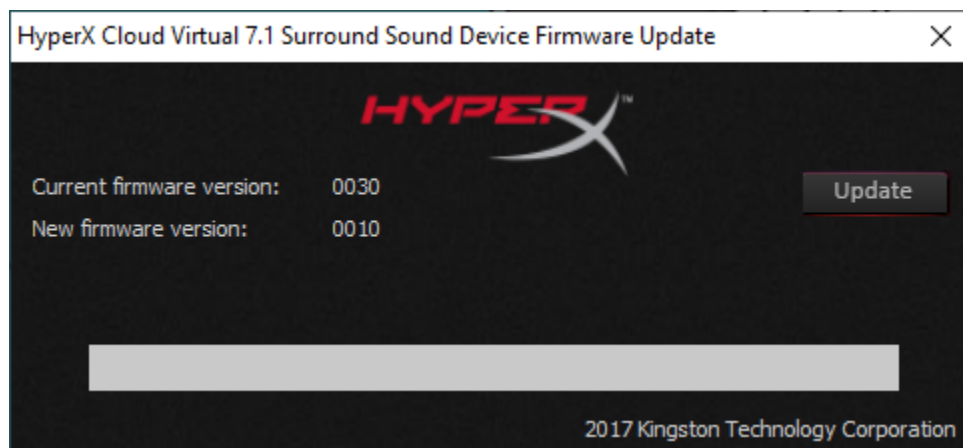 HyperX Cloud Virtual 7.1 Surround Sound Device Firmware Update
HYPERX™
Current firmware version: 0030
Update
New firmware version: 0010
2017 Kingston Technology Corporation